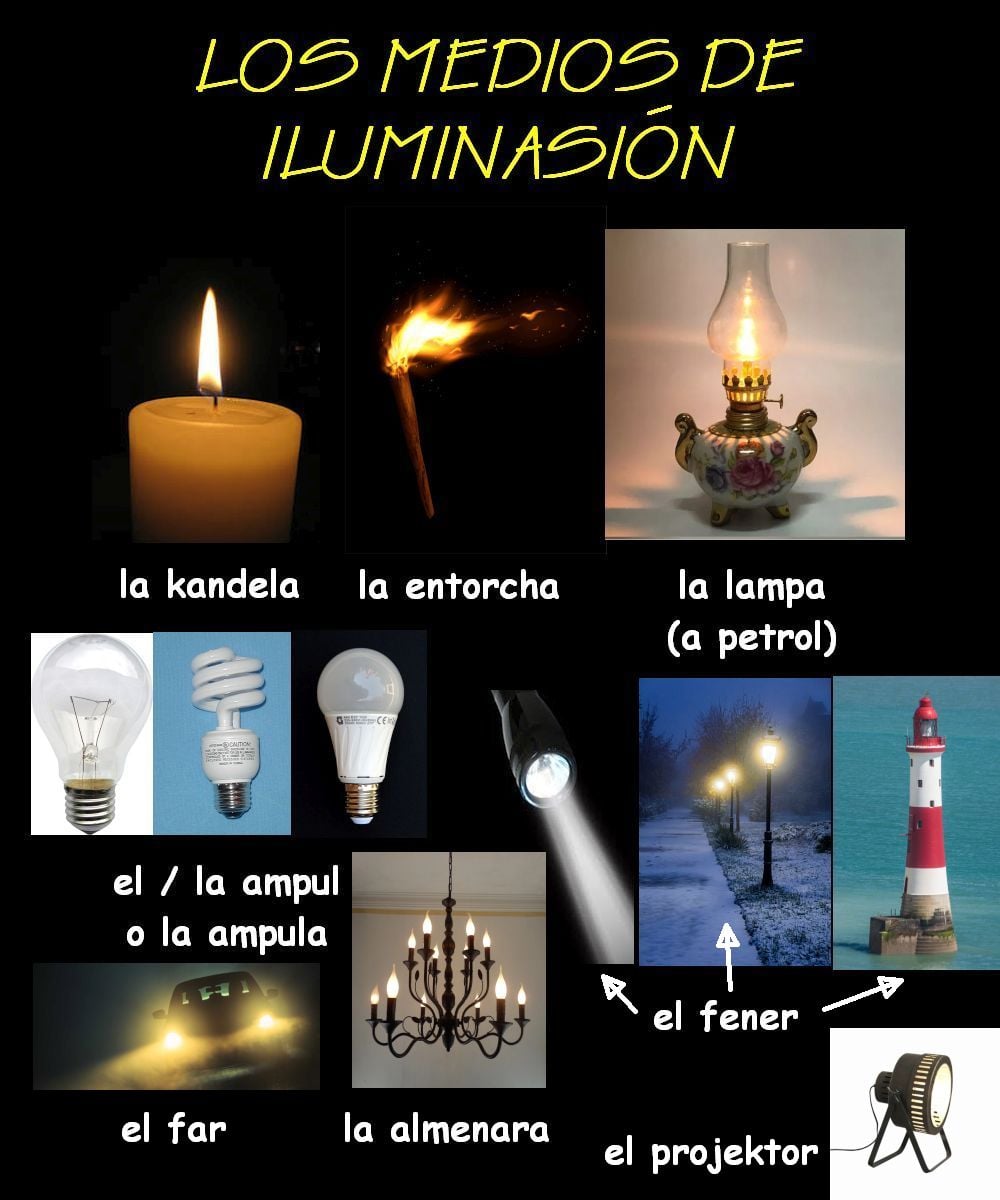 LOS MEDIOS DE
ILUMINASIÓN
la kandela
la entorcha
la lampa
(a petrol)
el / la ampul
o la ampula
el fener
el far
la almenara
el projektor